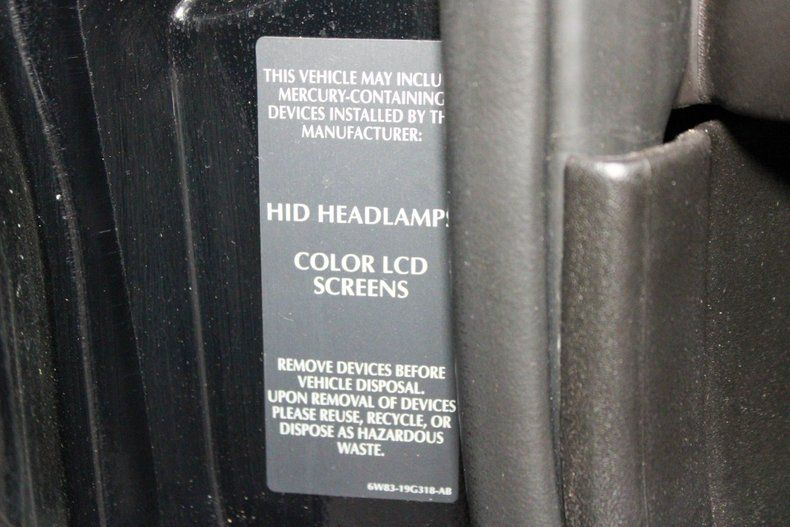 THIS VEHICLE MAY INCLU
MERCURY-CONTAINING
DEVICES INSTALLED BY TH
MANUFACTURER:
HID HEADLAMPS
COLOR LCD
SCREENS
REMOVE DEVICES BEFORE
VEHICLE DISPOSAL.
UPON REMOVAL OF DEVICES
PLEASE REUSE, RECYCLE, OR
DISPOSE AS HAZARDOUS
WASTE.
6W83-19G318-AB